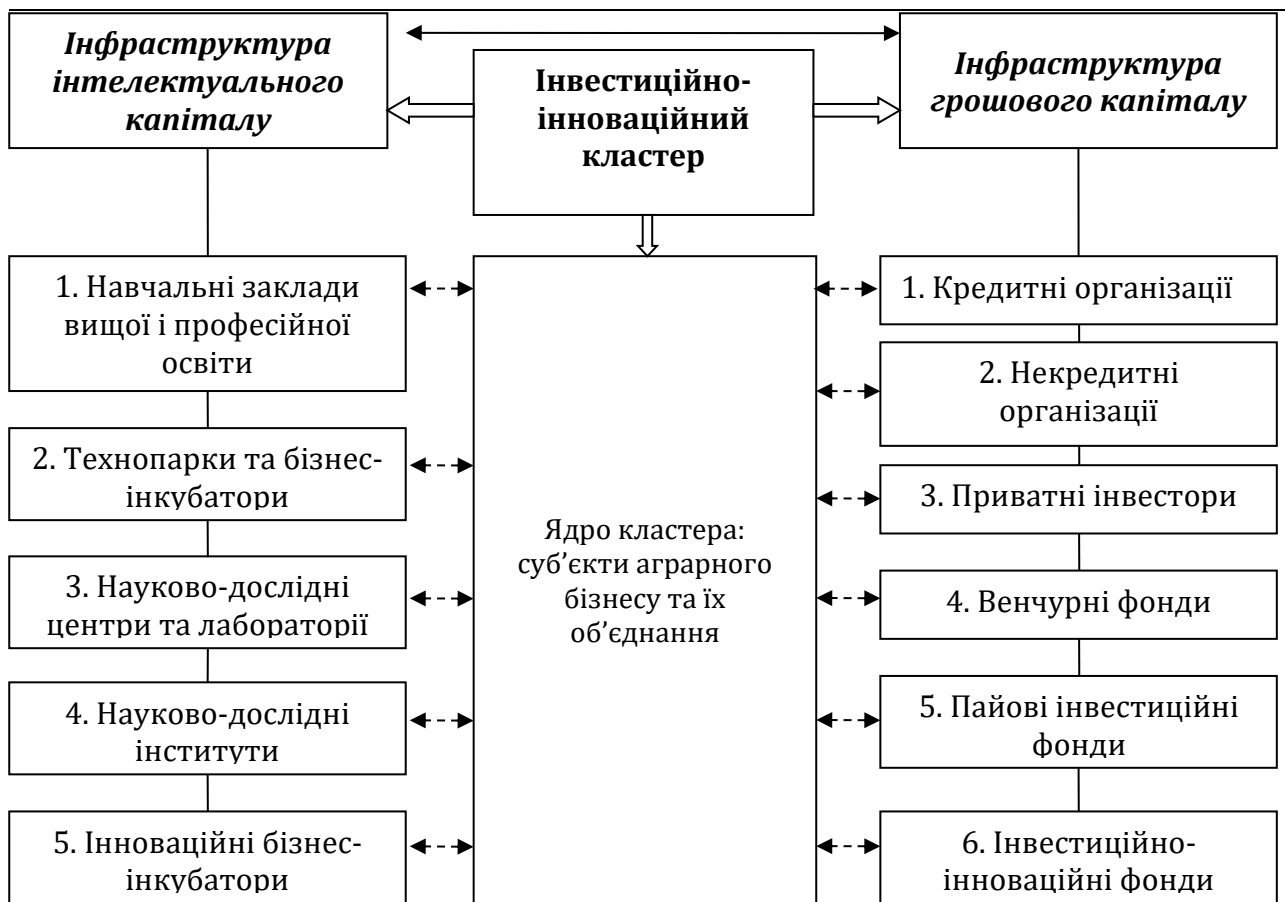 Інфраструктура
інтелектуального
капіталу
Інвестиційно-
інноваційний
кластер
Інфраструктура
грошового капіталу
1. Навчальні заклади
вищої і професійної
освіти
2. Технопарки та бізнес-
інкубатори
3. Науково-дослідні
центри та лабораторії
4. Науково-дослідні
інститути
5. Інноваційні бізнес-
інкубатори
Ядро кластера:
суб’єкти аграрного
бізнесу та їх
об’єднання
1. Кредитні організації
2. Некредитні
організації
3. Приватні інвестори
4. Венчурні фонди
5. Пайові інвестиційні
фонди
6. Інвестиційно-
інноваційні фонди